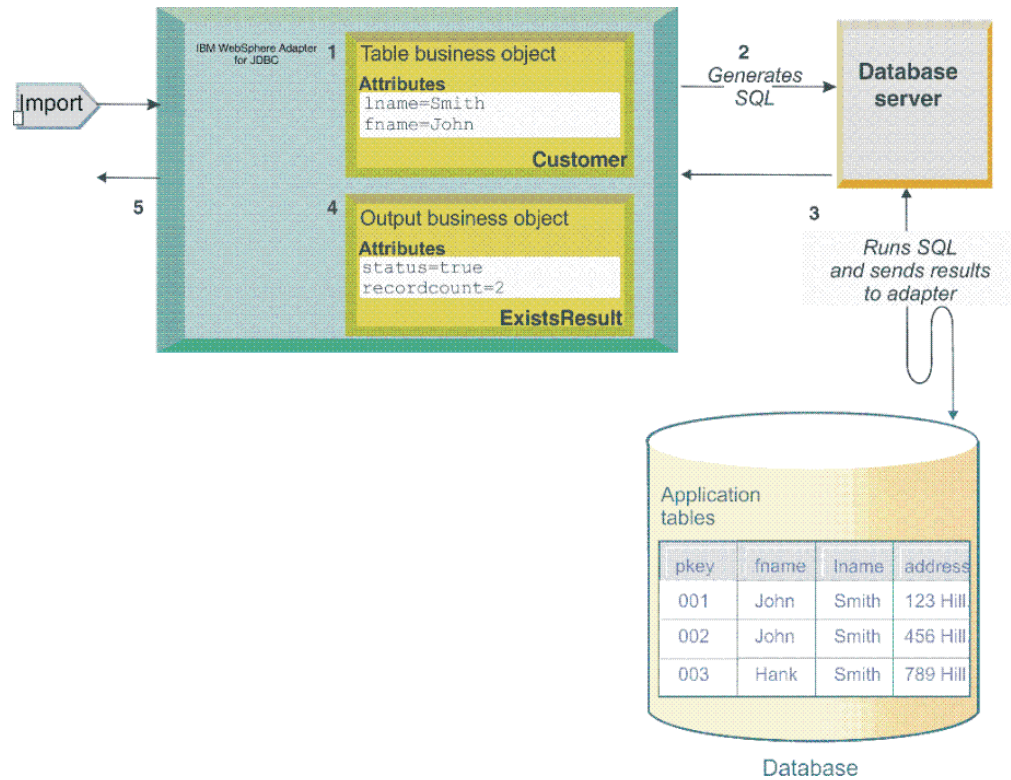 Import
IBM WebSphere Adapter
for JDBC
1
Table business object
Attributes
lname=Smith
fname=John
Customer
2
Generates
SQL
Database
server
5
4
Output business object
Attributes
status=true
recordcount=2
ExistsResult
3
Runs SQL
and sends results
to adapter
Application
tables
pkey fname lname address
001 John Smith 123 Hill
002 John Smith 456 Hill
003 Hank Smith 789 Hill
Database